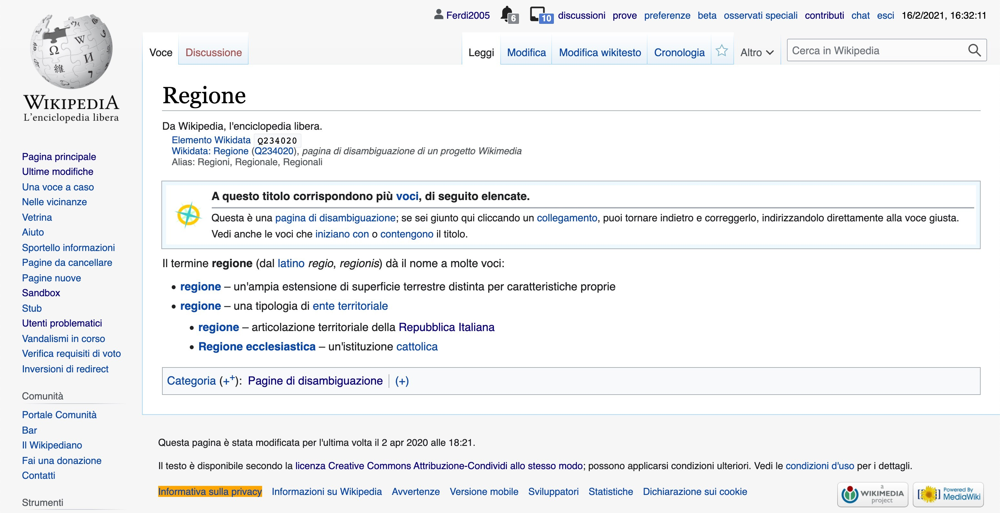 Ferdi2005 6 10 discussioni prove preferenze beta osservati speciali contributi chat esci 16/2/2021, 16:32:11
Voce Discussione Leggi Modifica Modifica wikitesto Cronologia Altro Cerca in Wikipedia
Ω W И 維 ウィ
WIKIPEDIA
L'enciclopedia libera
Pagina principale
Ultime modifiche
Una voce a caso
Nelle vicinanze
Vetrina
Aiuto
Sportello informazioni
Pagine da cancellare
Pagine nuove
Sandbox
Stub
Utenti problematici
Vandalismi in corso
Verifica requisiti di voto
Inversioni di redirect
Comunità
Portale Comunità
Bar
Il Wikipediano
Fai una donazione
Contatti
Strumenti
Regione
Da Wikipedia, l'enciclopedia libera.
Elemento Wikidata Q234020
Wikidata: Regione (Q234020), pagina di disambiguazione di un progetto Wikimedia
Alias: Regioni, Regionale, Regionali
A questo titolo corrispondono più voci, di seguito elencate.
Questa è una pagina di disambiguazione; se sei giunto qui cliccando un collegamento, puoi tornare indietro e correggerlo, indirizzandolo direttamente alla voce giusta.
Vedi anche le voci che iniziano con o contengono il titolo.
Il termine regione (dal latino regio, regionis) dà il nome a molte voci:
• regione – un'ampia estensione di superficie terrestre distinta per caratteristiche proprie
• regione – una tipologia di ente territoriale
• regione – articolazione territoriale della Repubblica Italiana
• Regione ecclesiastica – un'istituzione cattolica
Categoria (++): Pagine di disambiguazione | (+)
Questa pagina è stata modificata per l'ultima volta il 2 apr 2020 alle 18:21.
Il testo è disponibile secondo la licenza Creative Commons Attribuzione-Condividi allo stesso modo; possono applicarsi condizioni ulteriori. Vedi le condizioni d'uso per i dettagli.
Informativa sulla privacy Informazioni su Wikipedia Avvertenze Versione mobile Sviluppatori Statistiche Dichiarazione sui cookie
a
WIKIMEDIA
project
Powered By
MediaWiki